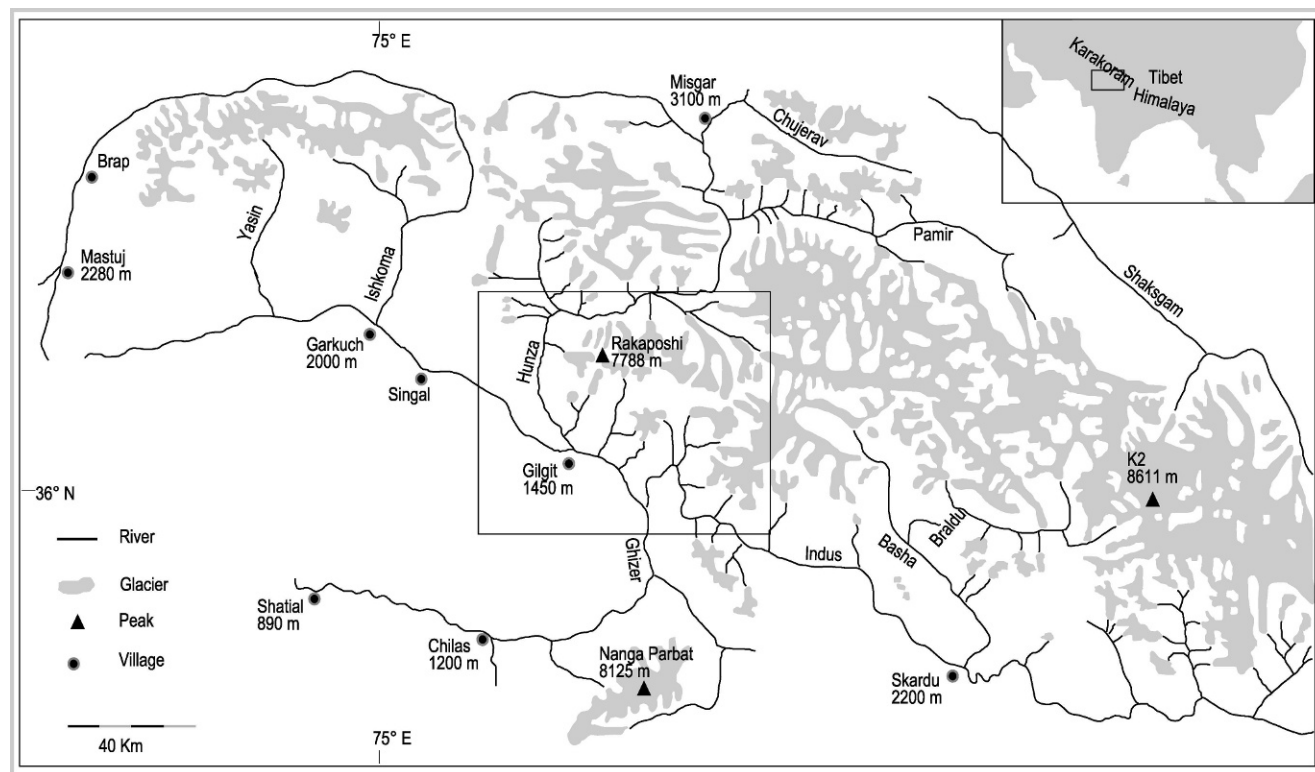 75° E
Karakoram
Tibet
Himalaya
Misgar
3100 m
Chujerav
Brap
Yasin
Pamir
Mastuj
2280 m
Ishkoma
Shaksgam
Garkuch
2000 m
Hunza
Rakaposhi
7788 m
Singal
K2
8611 m
Gilgit
1450 m
36° N
Braldu
River
Ghizer
Indus
Basha
Glacier
Shatial
890 m
Peak
Chilas
1200 m
Nanga Parbat
8125 m
Village
Skardu
2200 m
40 Km
75° E